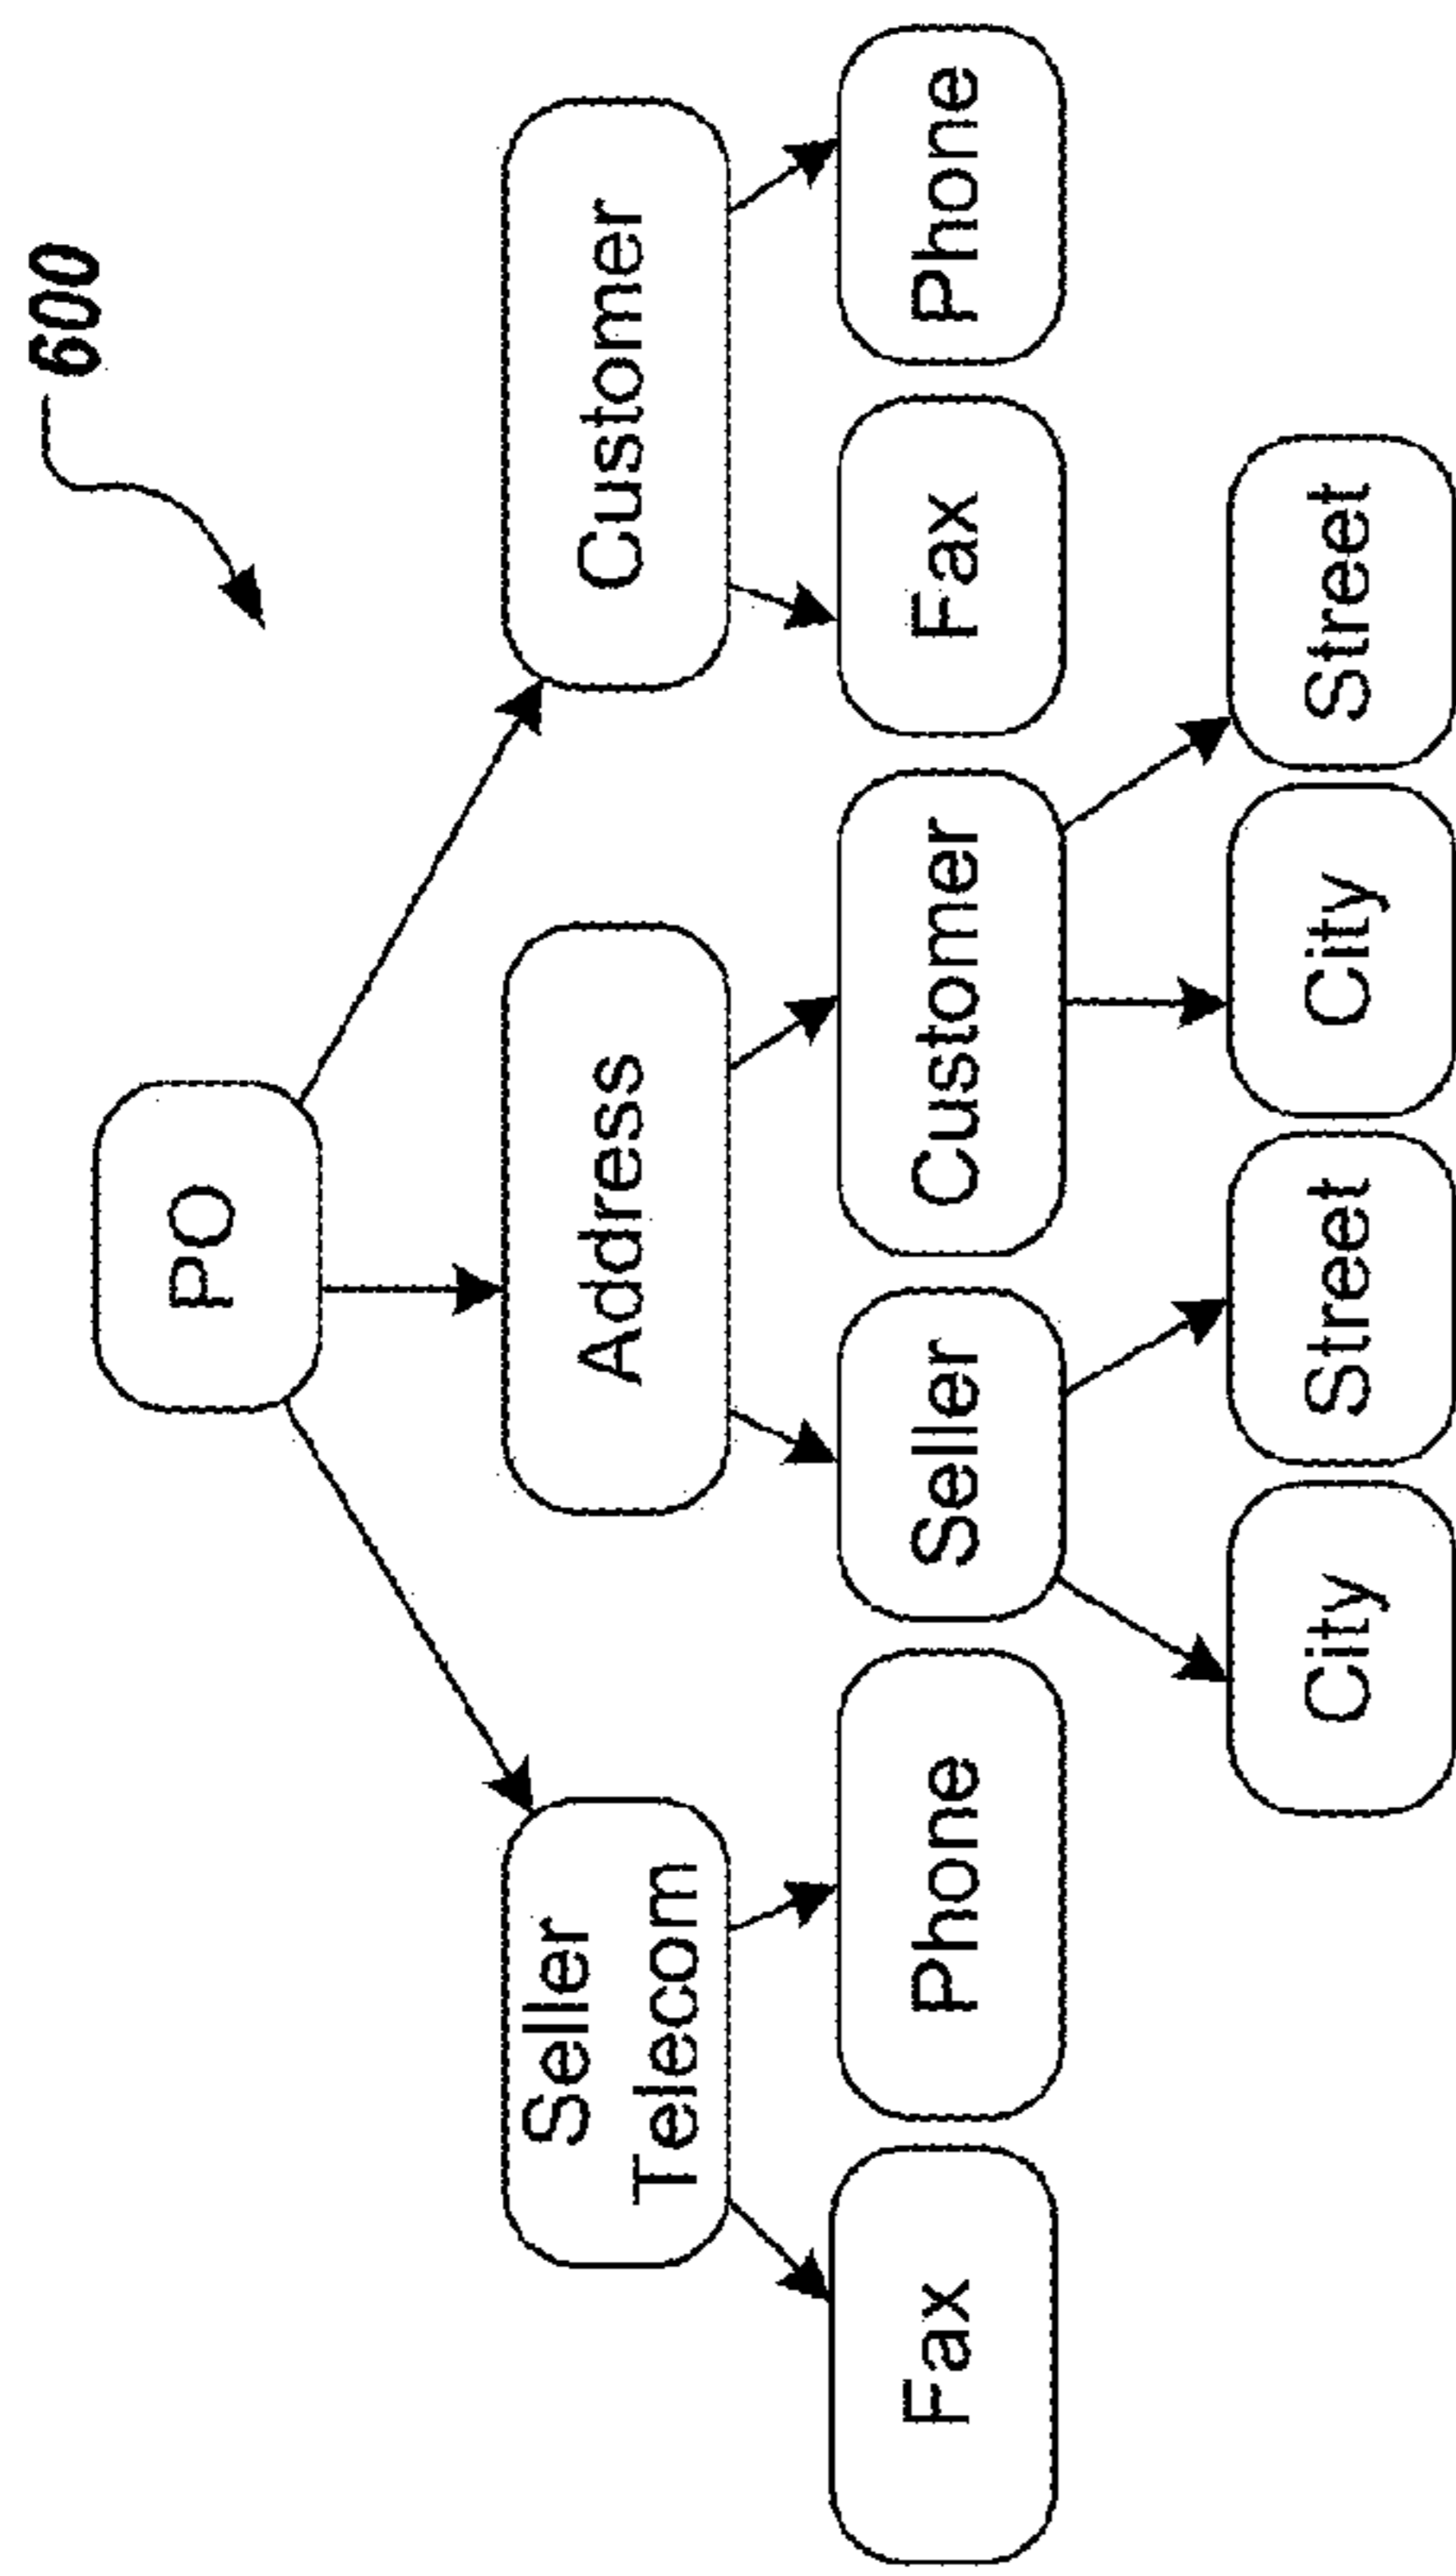 600
PO
Seller
Telecom
Address
Customer
Fax
Phone
Seller
Customer
Fax
Phone
City
Street
City
Street